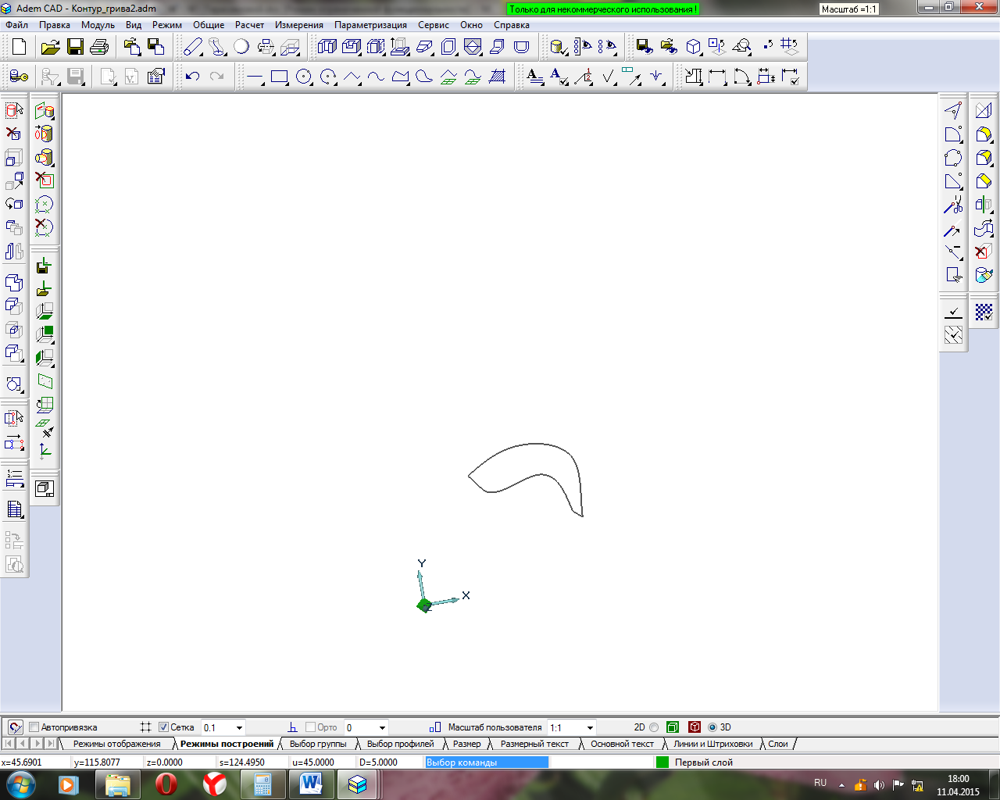 Adem CAD - Контур_грива2.adm
Только для некоммерческого использования !
Масштаб =1:1
Файл Правка Модуль Вид Режим Общие Расчет Измерения Параметризация Сервис Окно Справка
Y
X
Z
Автопривязка Сетка 0.1 Орто 0 Масштаб пользователя 1:1 2D 3D
Режимы отображения Режимы построений Выбор группы Выбор профилей Размер Размерный текст Основной текст Линии и Штриховки Слои
x=45.6901 y=115.8077 z=0.0000 s=124.4950 u=45.0000 D=5.0000 Выбор команды Первый слой
RU 18:00
11.04.2015